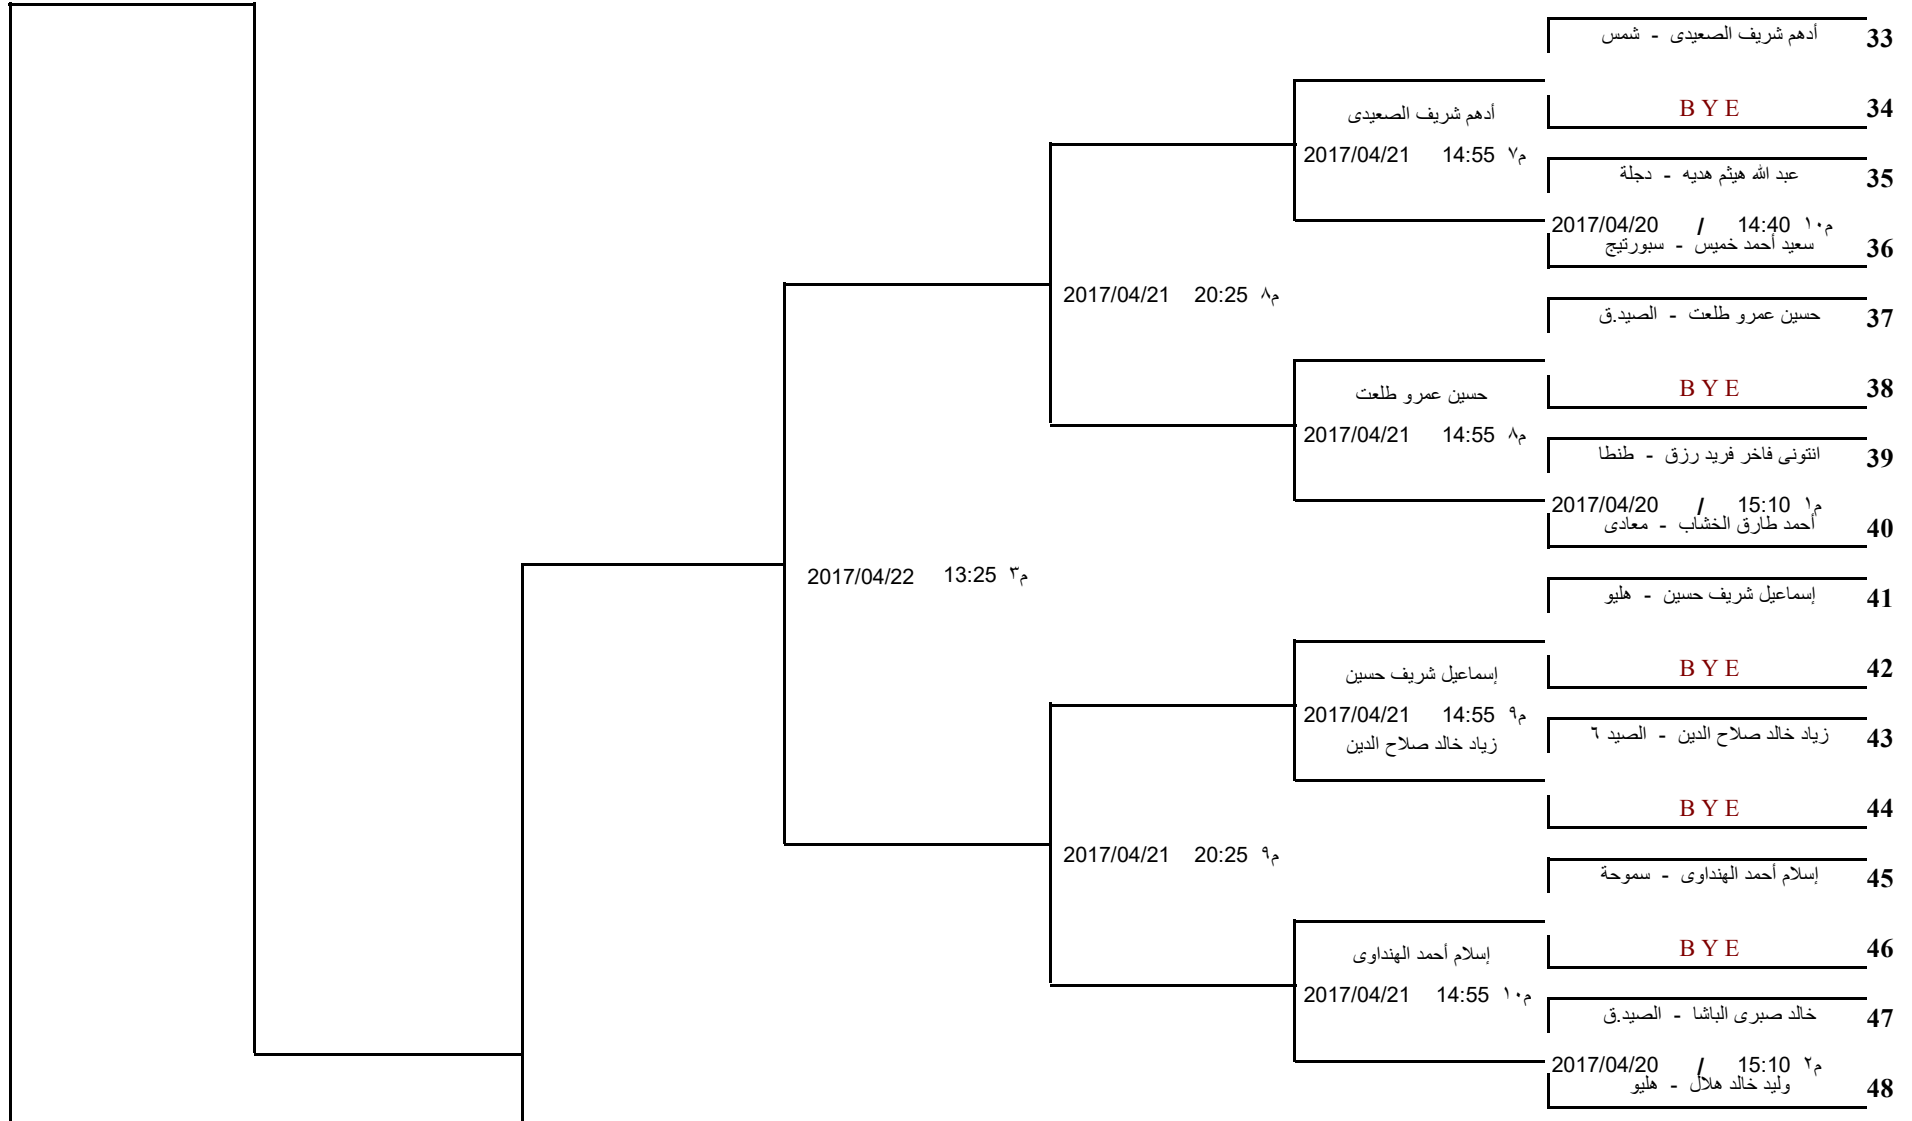 33 أدهم شريف الصعيدى - شمس
34 B Y E
أدهم شريف الصعيدى
2017/04/21 14:55 م٧
35 عبد الله هيثم هديه - دجلة
2017/04/20 / 14:40 م١٠
36 سعيد أحمد خميس - سبورتيج
2017/04/21 20:25 م٨
37 حسين عمرو طلعت - الصيد.ق
38 B Y E
حسين عمرو طلعت
2017/04/21 14:55 م٨
39 انتونى فاخر فريد رزق - طنطا
2017/04/20 / 15:10 م١
40 أحمد طارق الخشاب - معادى
2017/04/22 13:25 م٣
41 إسماعيل شريف حسين - هليو
42 B Y E
إسماعيل شريف حسين
2017/04/21 14:55 م٩
زياد خالد صلاح الدين
43 زياد خالد صلاح الدين - الصيد ٦
44 B Y E
2017/04/21 20:25 م٩
45 إسلام أحمد الهنداوى - سموحة
46 B Y E
إسلام أحمد الهنداوى
2017/04/21 14:55 م١٠
47 خالد صبرى الباشا - الصيد.ق
2017/04/20 / 15:10 م٢
48 وليد خالد هلال - هليو